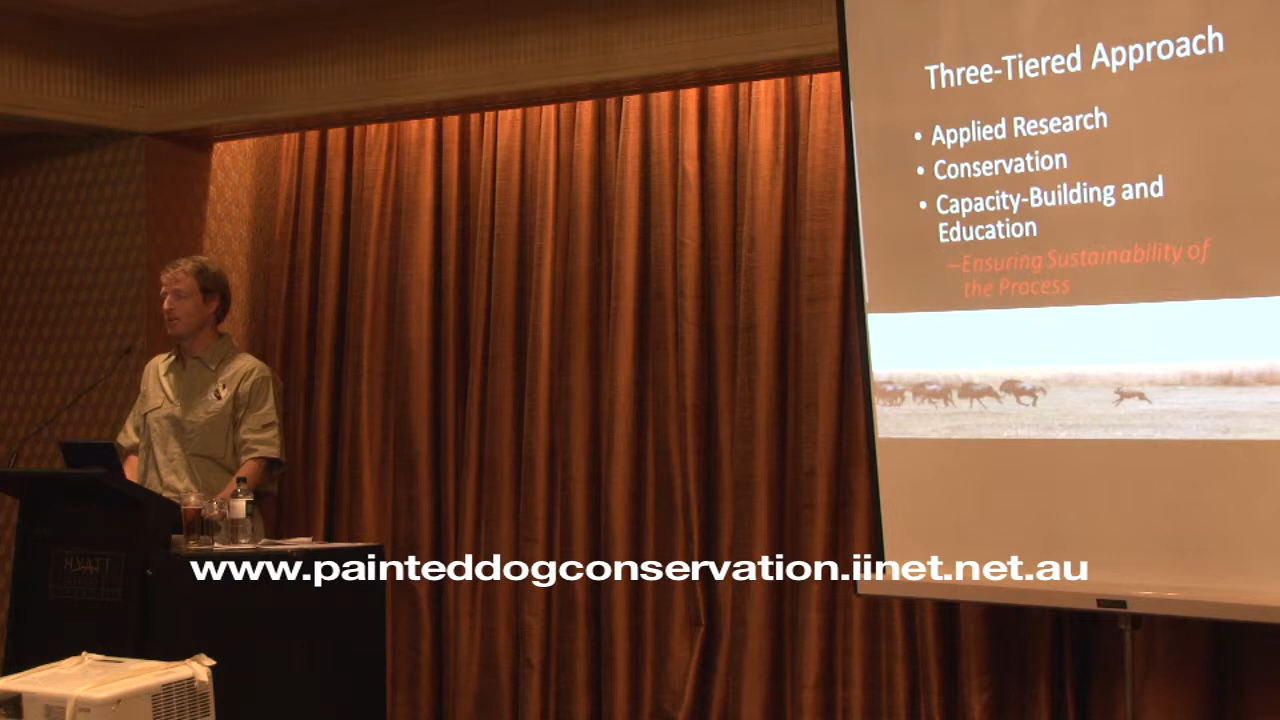 Three-Tiered Approach
• Applied Research
• Conservation
• Capacity-Building and
Education
–Ensuring Sustainability of
the Process
HYATT
www.painteddogconservation.iinet.net.au